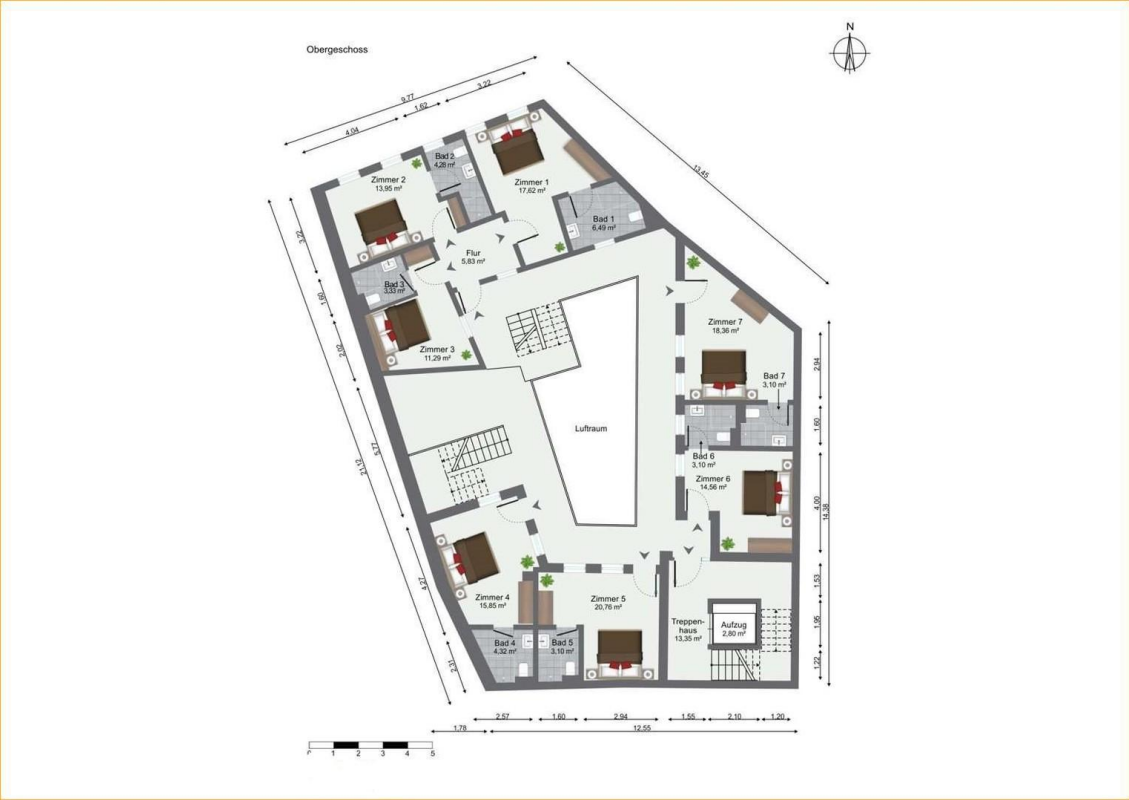 N
Obergeschoss
9.77
3.22
1.62
4.04
13.45
Bad 2
4,28 m²
Zimmer 2
13,95 m²
Zimmer 1
17,62 m²
Bad 1
6,49 m²
3.22
Flur
5,83 m²
Bad 3
3,33 m²
1.60
Zimmer 7
18,36 m²
Zimmer 3
11,29 m²
2.02
2.94
Bad 7
3,10 m²
Luftraum
1.60
5.77
21.12
Bad 6
3,10 m²
Zimmer 6
14,56 m²
4.00
14.38
4.27
1.53
Zimmer 4
15,85 m²
Zimmer 5
20,76 m²
Treppen-
haus
13,35 m²
Aufzug
2,80 m²
1.95
Bad 4
4,32 m²
Bad 5
3,10 m²
2.31
1.22
2.57
1.60
2.94
1.55
2.10
1.20
1.78
12.55
0 1 2 3 4 5